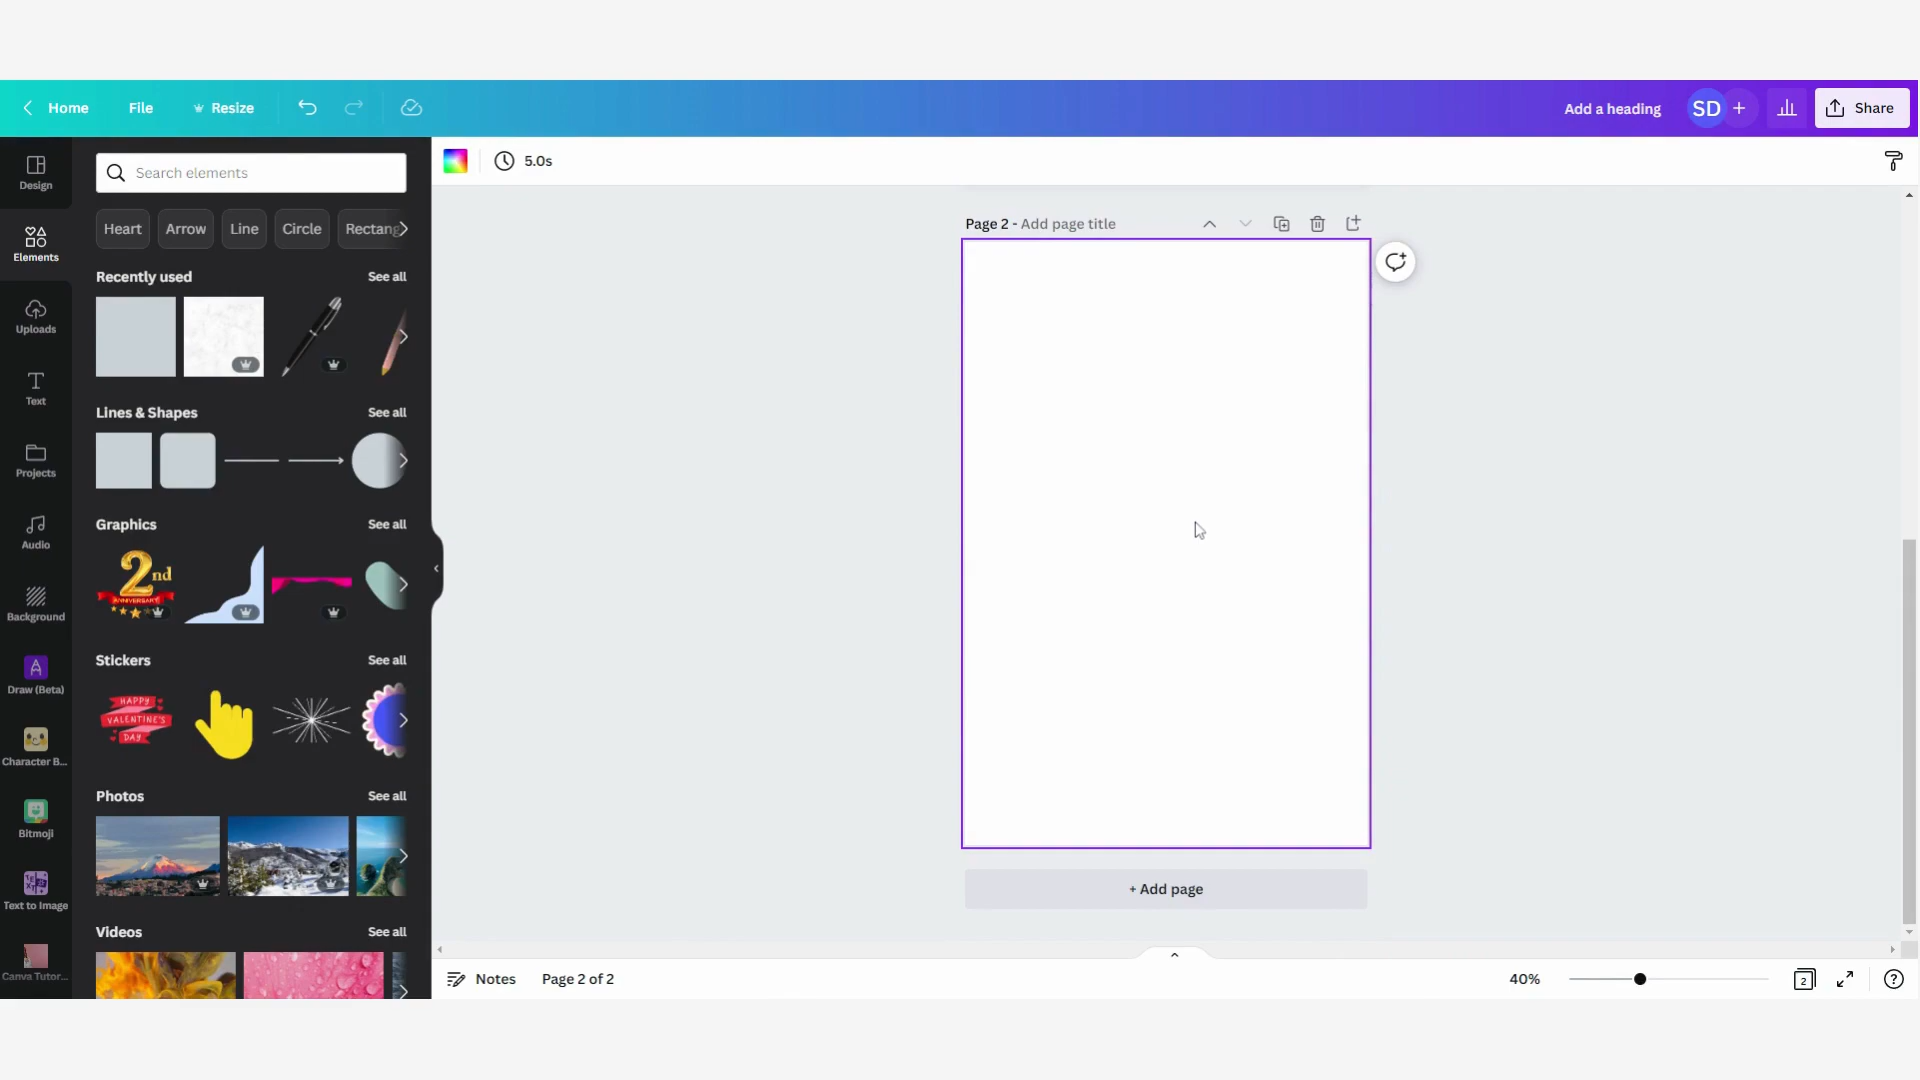 Home File Resize Add a heading SD + Share
Design
Search elements
5.0s
Heart Arrow Line Circle Rectang
Page 2 - Add page title
Elements
Recently used See all
Uploads
Text
Lines & Shapes See all
Projects
Graphics See all
2nd
ANNIVERSARY
Audio
Background
Stickers See all
HAPPY
VALENTINE'S
DAY
Draw (Beta)
Character B...
Photos See all
Bitmoji
Text to Image
+ Add page
Videos See all
Canva Tutor...
Notes Page 2 of 2 40% 2 ?